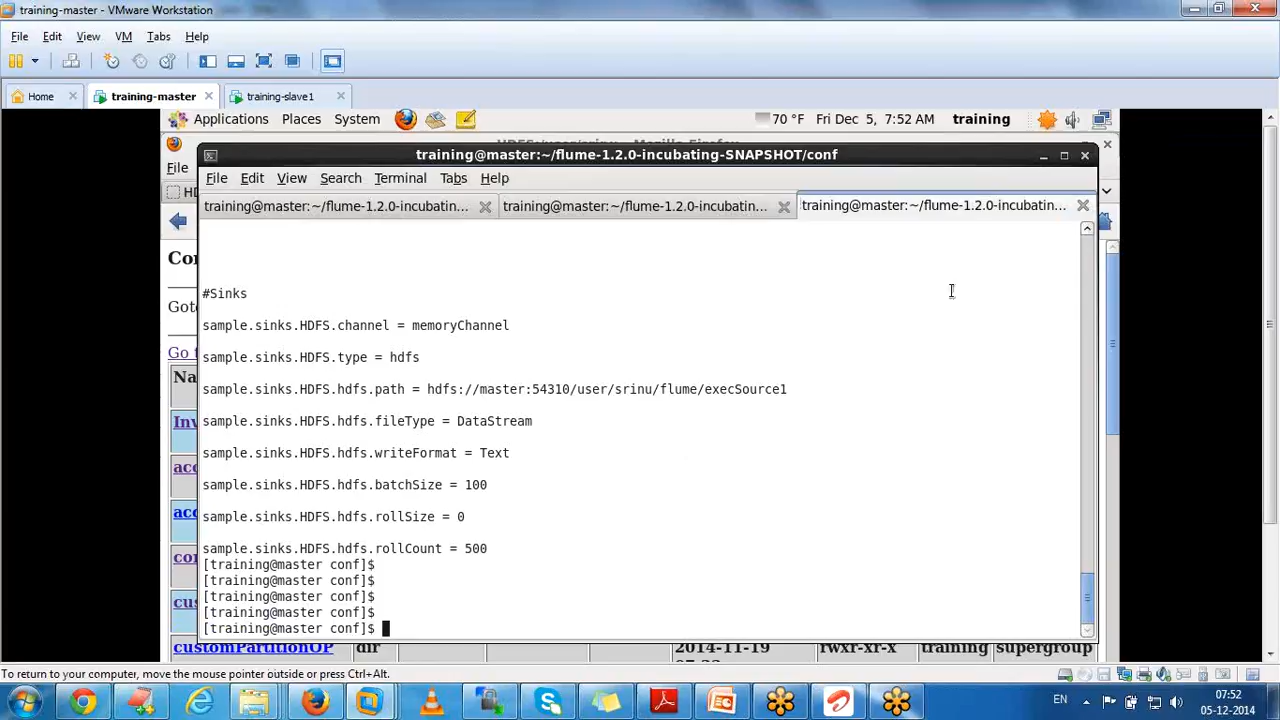 training-master - VMware Workstation
File Edit View VM Tabs Help
Home training-master training-slave1
Applications Places System 70 °F Fri Dec 5, 7:52 AM training
training@master:~/flume-1.2.0-incubating-SNAPSHOT/conf
File
File Edit View Search Terminal Tabs Help
training@master:~/flume-1.2.0-incubatin... training@master:~/flume-1.2.0-incubatin... training@master:~/flume-1.2.0-incubatin...
#Sinks
sample.sinks.HDFS.channel = memoryChannel
sample.sinks.HDFS.type = hdfs
sample.sinks.HDFS.hdfs.path = hdfs://master:54310/user/srinu/flume/execSource1
sample.sinks.HDFS.hdfs.fileType = DataStream
sample.sinks.HDFS.hdfs.writeFormat = Text
sample.sinks.HDFS.hdfs.batchSize = 100
sample.sinks.HDFS.hdfs.rollSize = 0
sample.sinks.HDFS.hdfs.rollCount = 500
[training@master conf]$
[training@master conf]$
[training@master conf]$
[training@master conf]$
[training@master conf]$
customPartitionOP dir 2014-11-19 rwxr-xr-x training supergroup
To return to your computer, move the mouse pointer outside or press Ctrl+Alt.
EN 07:52
05-12-2014